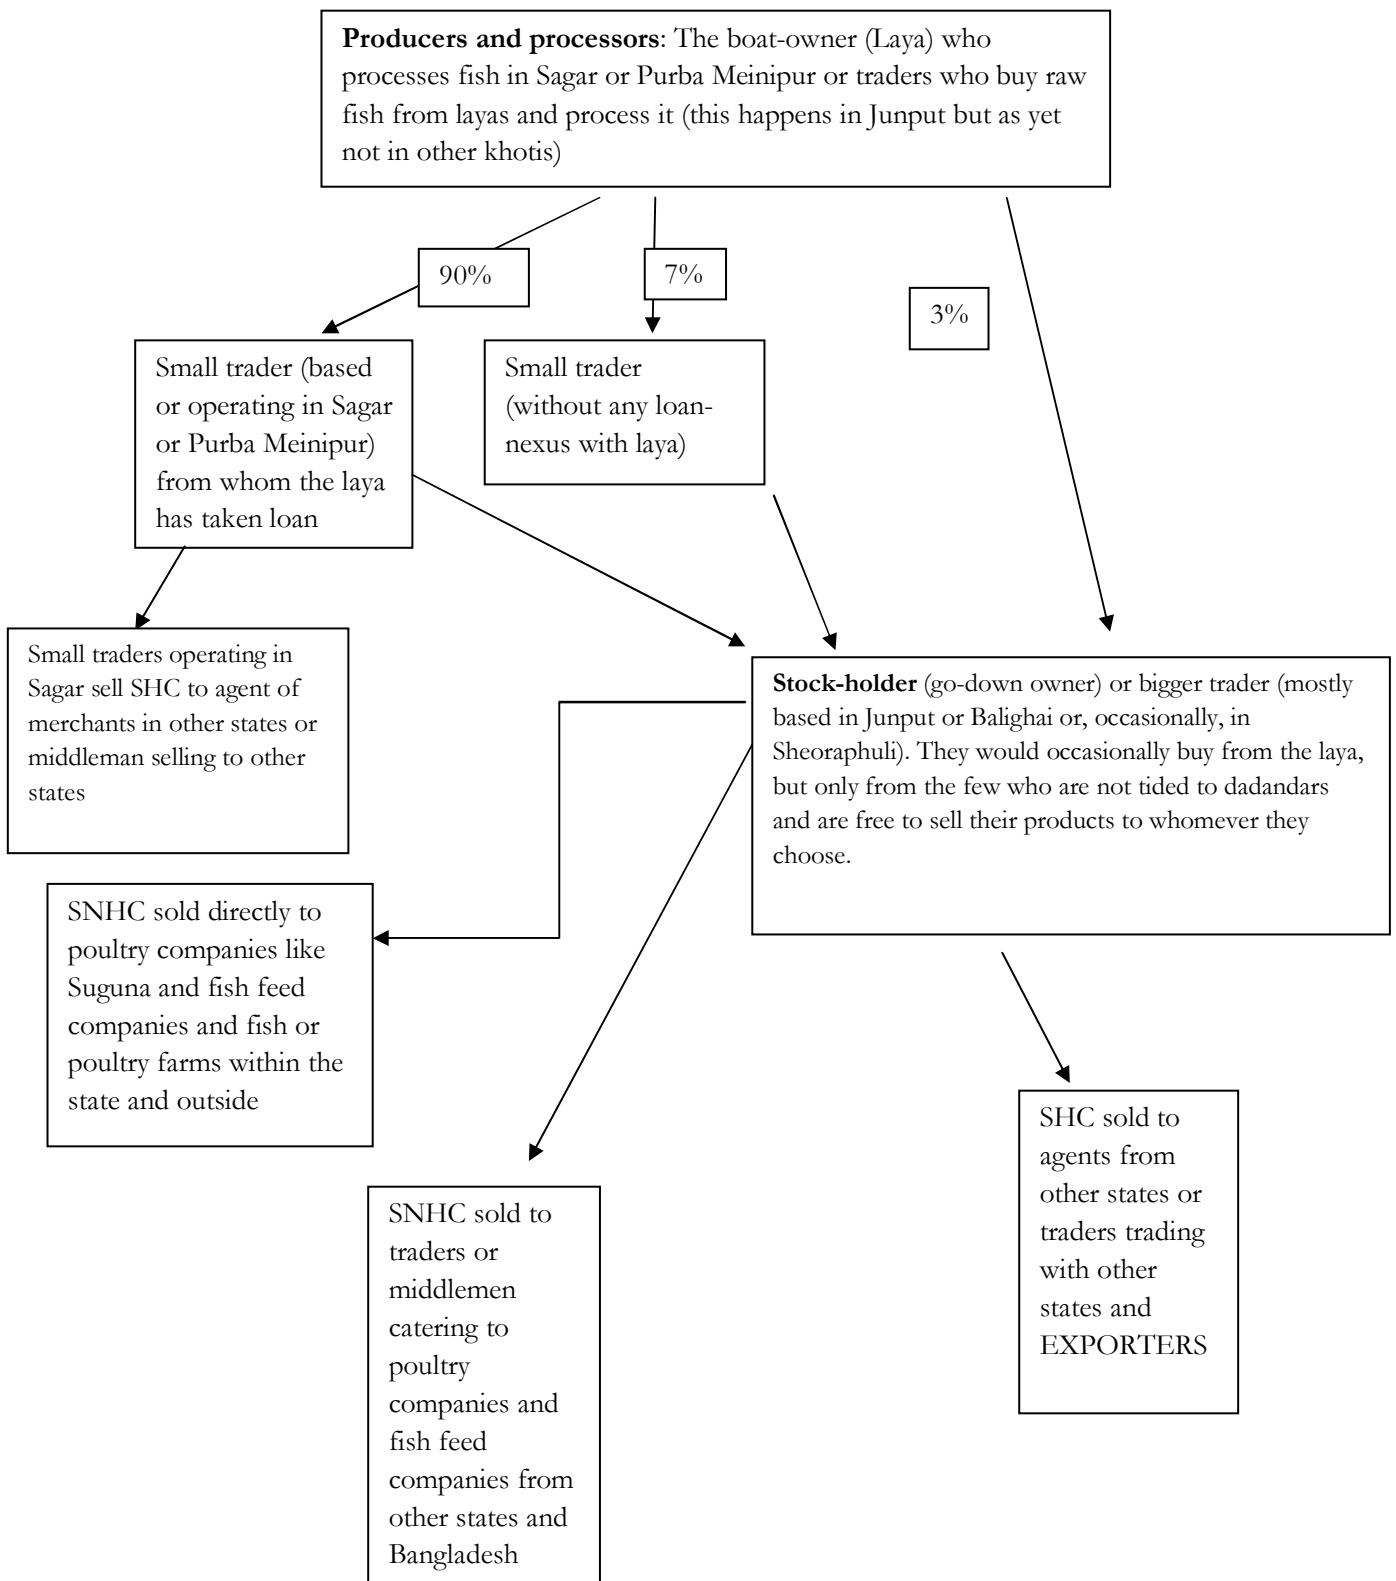 Producers and processors: The boat-owner (Laya) who
processes fish in Sagar or Purba Meinipur or traders who buy raw
fish from layas and process it (this happens in Junput but as yet
not in other khotis)
90%
7%
3%
Small trader (based
or operating in Sagar
or Purba Meinipur)
from whom the laya
has taken loan
Small trader
(without any loan-
nexus with laya)
Small traders operating in
Sagar sell SHC to agent of
merchants in other states or
middleman selling to other
states
Stock-holder (go-down owner) or bigger trader (mostly
based in Junput or Balighai or, occasionally, in
Sheoraphuli). They would occasionally buy from the laya,
but only from the few who are not tided to dadandars
and are free to sell their products to whomever they
choose.
SNHC sold directly to
poultry companies like
Suguna and fish feed
companies and fish or
poultry farms within the
state and outside
SNHC sold to
traders or
middlemen
catering to
poultry
companies and
fish feed
companies from
other states and
Bangladesh
SHC sold to
agents from
other states or
traders trading
with other
states and
EXPORTERS